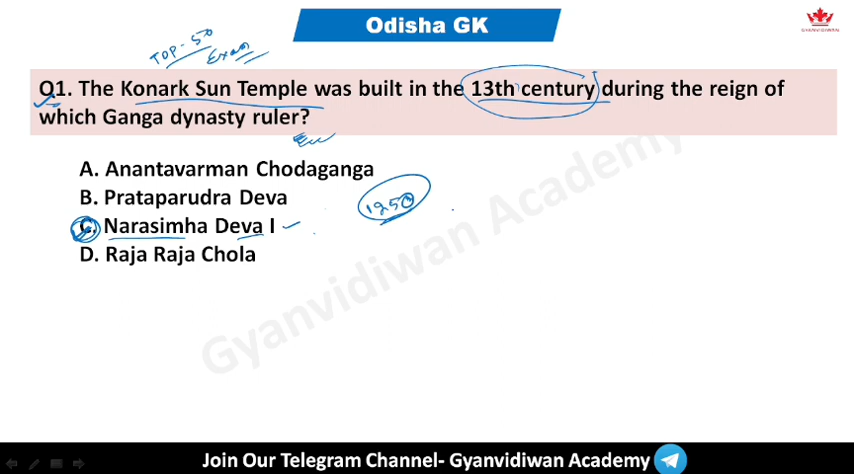 Odisha GK
GYANVIDIWAN
TOP-50
Exam
Q1. The Konark Sun Temple was built in the 13th century during the reign of
which Ganga dynasty ruler?
A. Anantavarman Chodaganga
B. Prataparudra Deva
1250
C. Narasimha Deva I
D. Raja Raja Chola
Gyanvidiwan Academy
Join Our Telegram Channel- Gyanvidiwan Academy